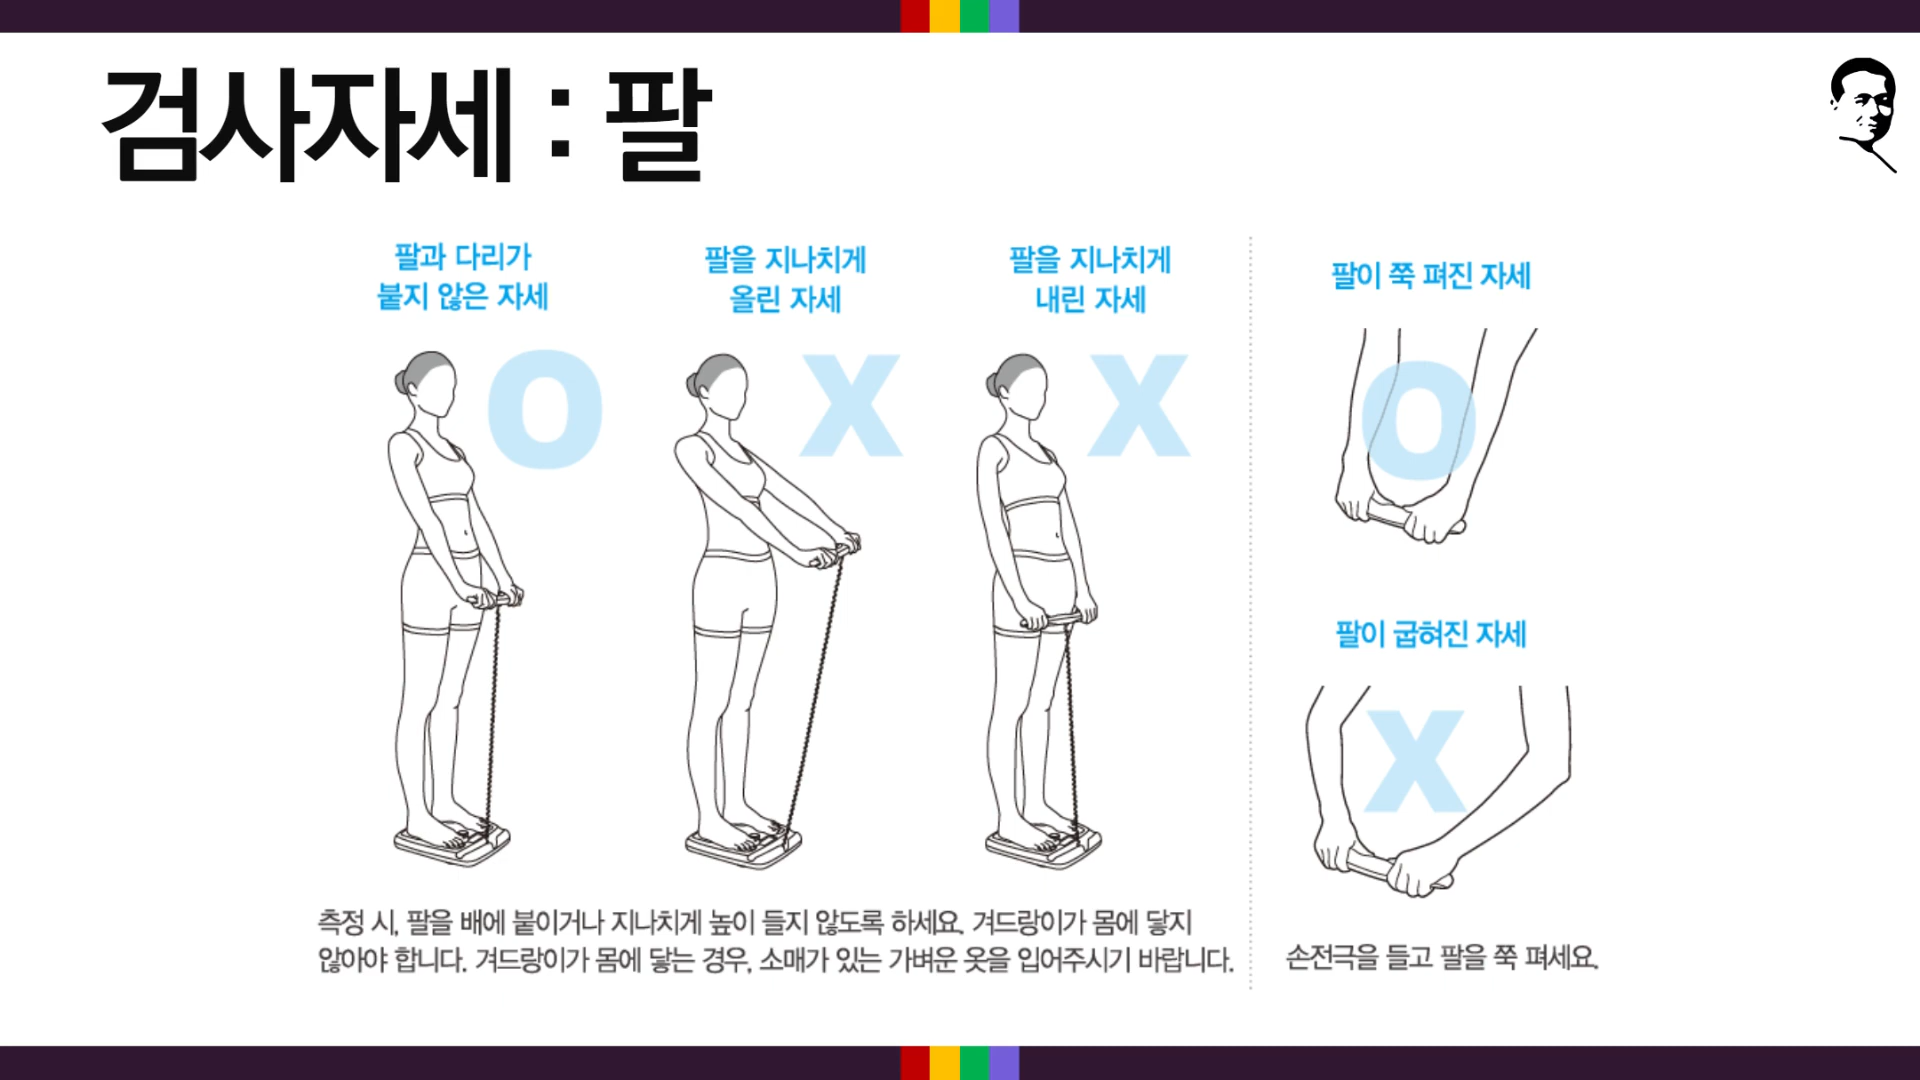 검사자세 : 팔
팔과 다리가
붙지 않은 자세
O
팔을 지나치게
올린 자세
X
팔을 지나치게
내린 자세
X
측정 시, 팔을 배에 붙이거나 지나치게 높이 들지 않도록 하세요. 겨드랑이가 몸에 닿지
않아야 합니다. 겨드랑이가 몸에 닿는 경우, 소매가 있는 가벼운 옷을 입어주시기 바랍니다.
팔이 쭉 펴진 자세
O
팔이 굽혀진 자세
X
손전극을 들고 팔을 쭉 펴세요.